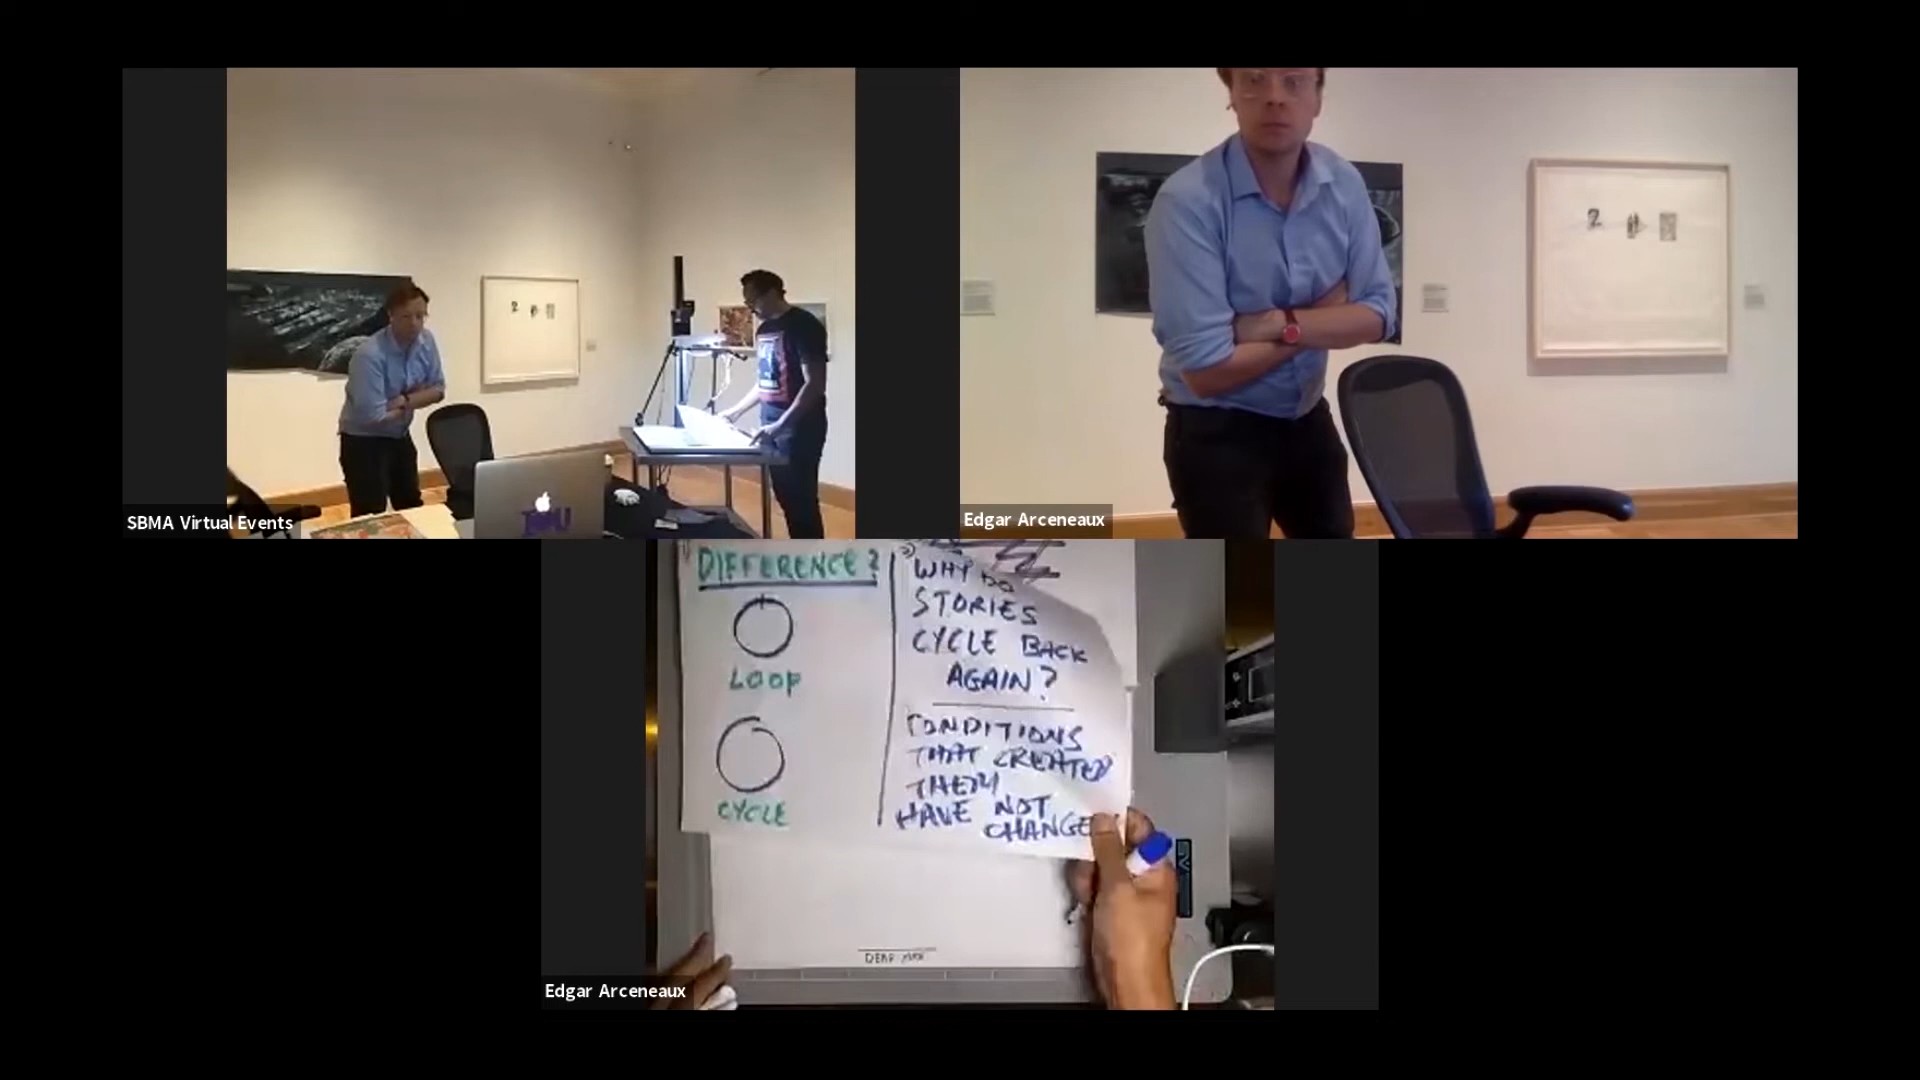 SBMA Virtual Events
Edgar Arceneaux
DIFFERENCE?
LOOP
CYCLE
WHY DO
STORIES
CYCLE BACK
AGAIN?
CONDITIONS
THAT CREATED
THEM
HAVE NOT
CHANGE
Edgar Arceneaux